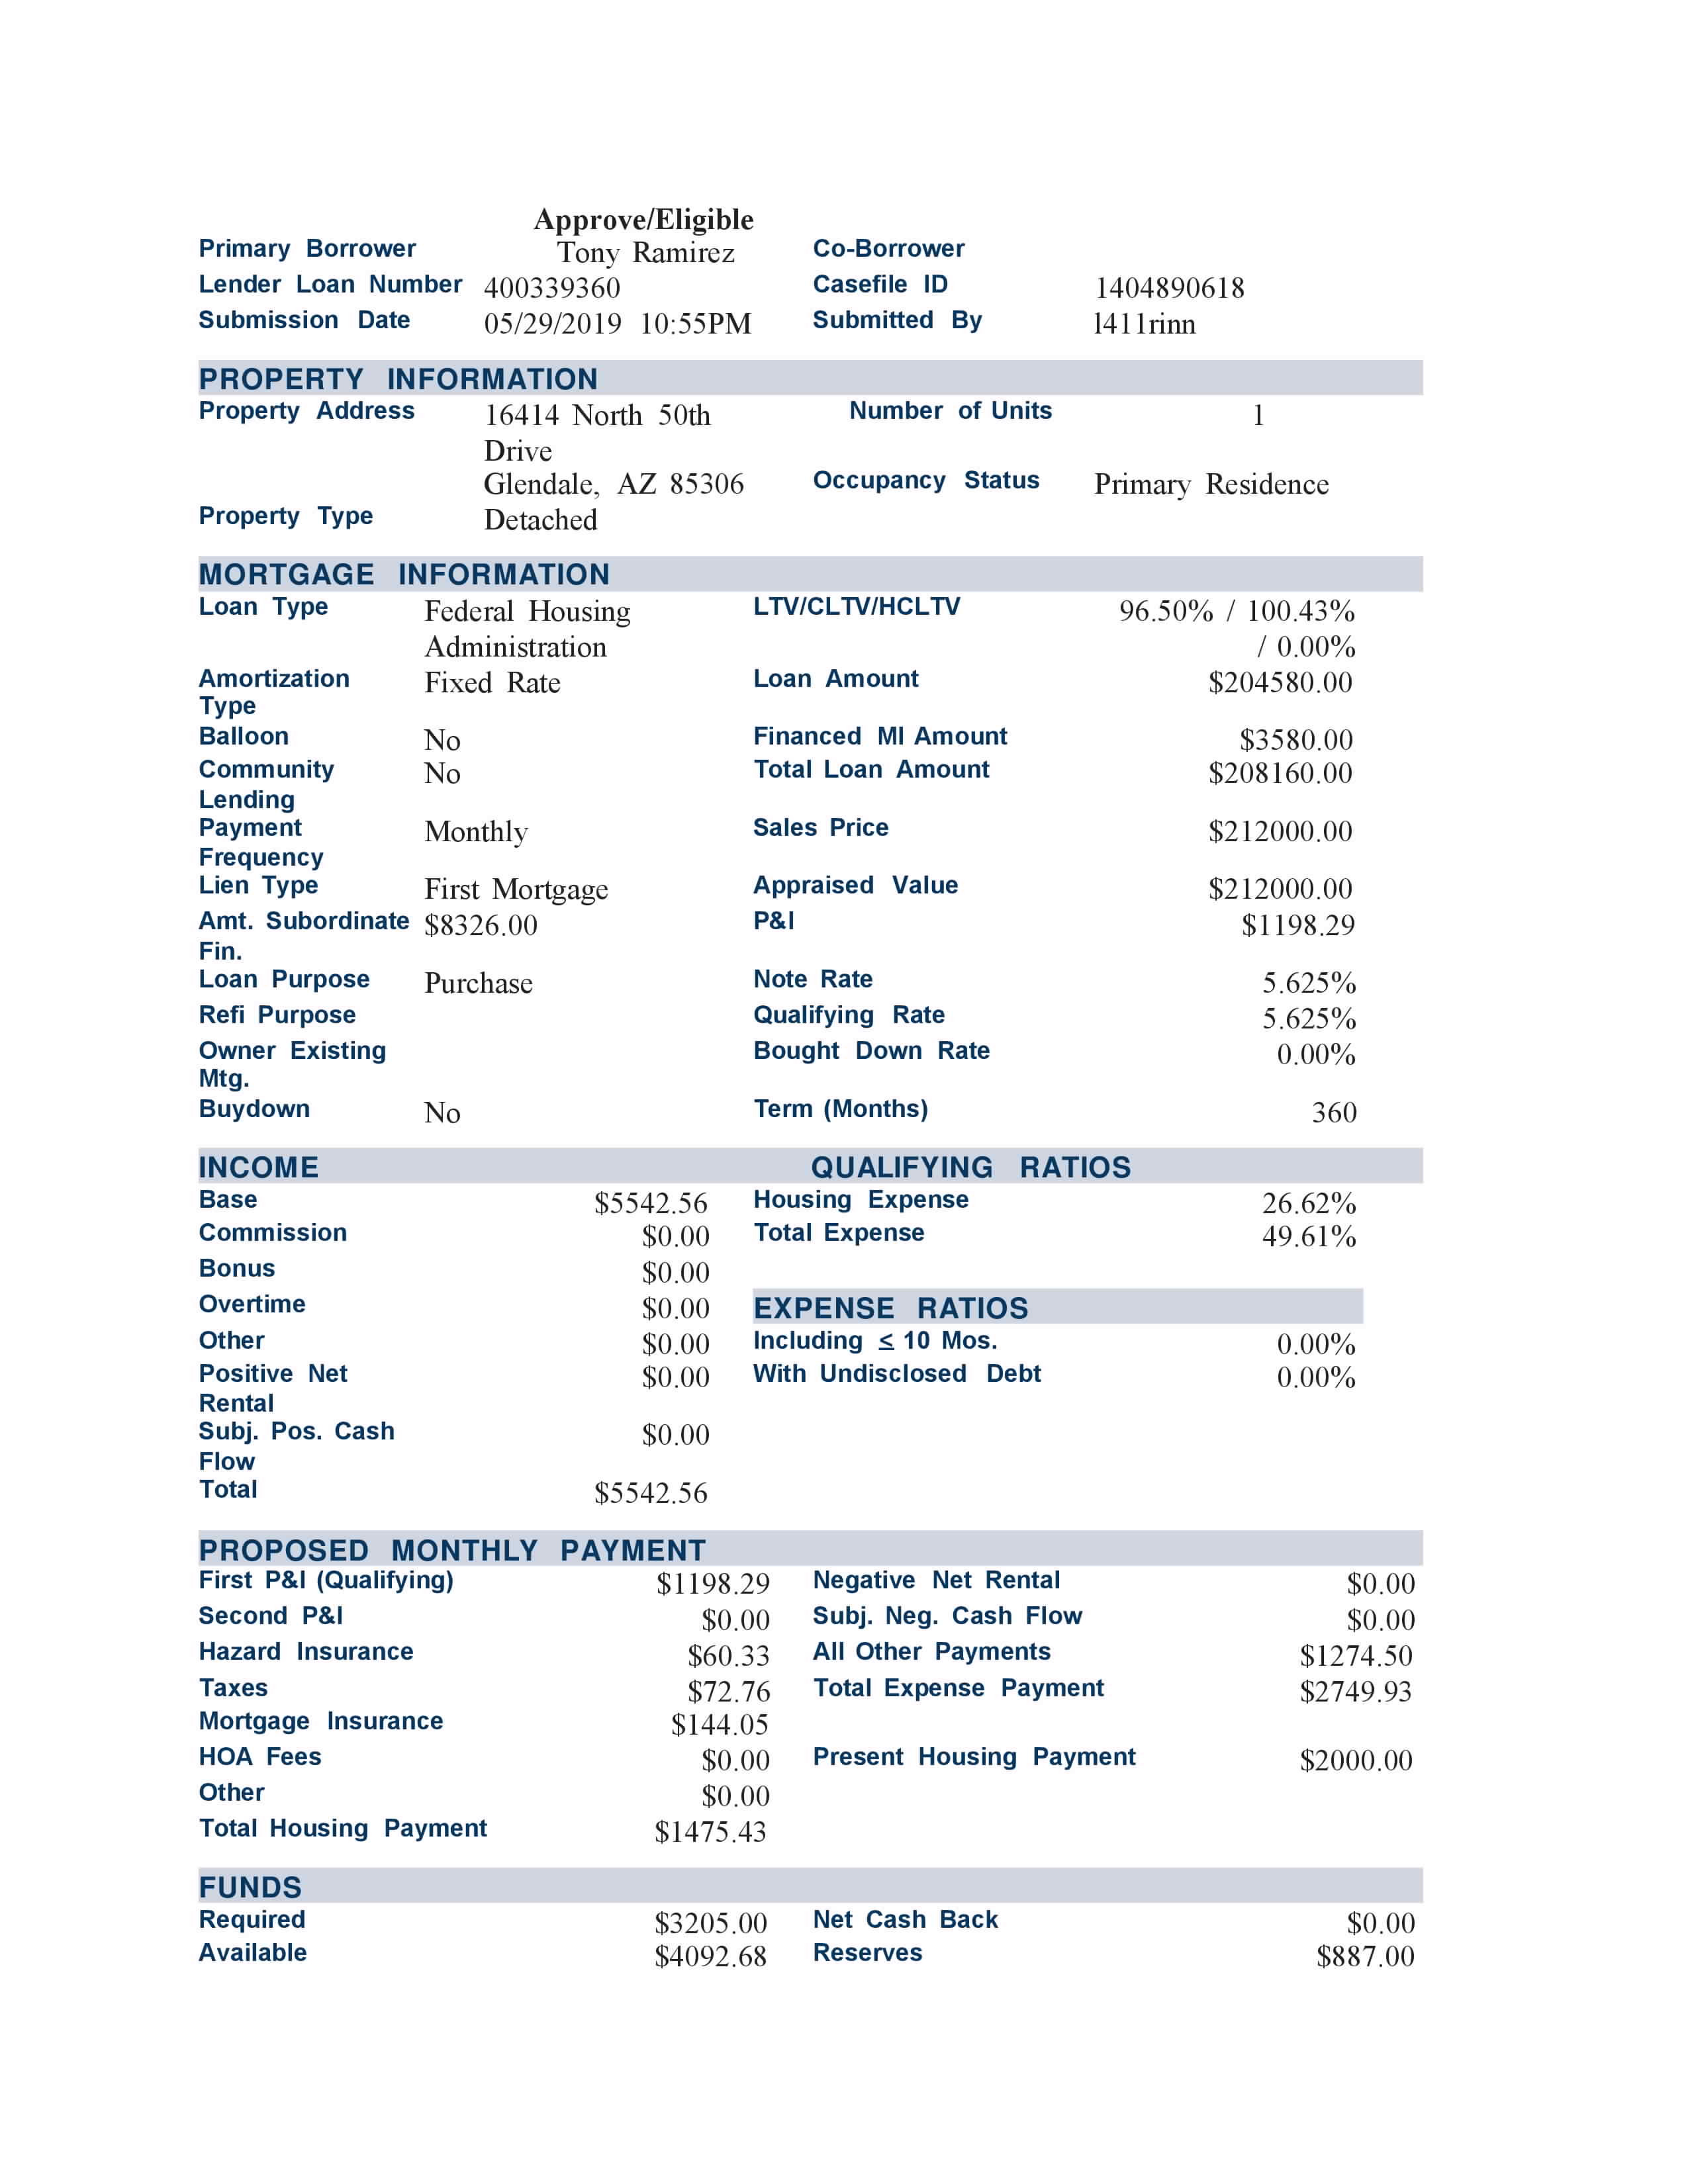 Approve/Eligible
Primary Borrower Tony Ramirez Co-Borrower
Lender Loan Number 400339360 Casefile ID 1404890618
Submission Date 05/29/2019 10:55PM Submitted By l411rinn
PROPERTY INFORMATION
Property Address 16414 North 50th Number of Units 1
Drive
Glendale, AZ 85306 Occupancy Status Primary Residence
Property Type Detached
MORTGAGE INFORMATION
Loan Type Federal Housing LTV/CLTV/HCLTV 96.50% / 100.43%
Administration / 0.00%
Amortization Fixed Rate Loan Amount $204580.00
Type
Balloon No Financed MI Amount $3580.00
Community No Total Loan Amount $208160.00
Lending
Payment Monthly Sales Price $212000.00
Frequency
Lien Type First Mortgage Appraised Value $212000.00
Amt. Subordinate $8326.00 P&I $1198.29
Fin.
Loan Purpose Purchase Note Rate 5.625%
Refi Purpose Qualifying Rate 5.625%
Owner Existing Bought Down Rate 0.00%
Mtg.
Buydown No Term (Months) 360
INCOME QUALIFYING RATIOS
Base $5542.56 Housing Expense 26.62%
Commission $0.00 Total Expense 49.61%
Bonus $0.00
Overtime $0.00 EXPENSE RATIOS
Other $0.00 Including ≤ 10 Mos. 0.00%
Positive Net $0.00 With Undisclosed Debt 0.00%
Rental
Subj. Pos. Cash $0.00
Flow
Total $5542.56
PROPOSED MONTHLY PAYMENT
First P&I (Qualifying) $1198.29 Negative Net Rental $0.00
Second P&I $0.00 Subj. Neg. Cash Flow $0.00
Hazard Insurance $60.33 All Other Payments $1274.50
Taxes $72.76 Total Expense Payment $2749.93
Mortgage Insurance $144.05
HOA Fees $0.00 Present Housing Payment $2000.00
Other $0.00
Total Housing Payment $1475.43
FUNDS
Required $3205.00 Net Cash Back $0.00
Available $4092.68 Reserves $887.00